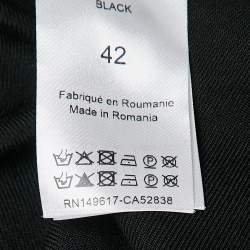 BLACK
42
Fabriqué en Roumanie
Made in Romania
RN149617-CA52838